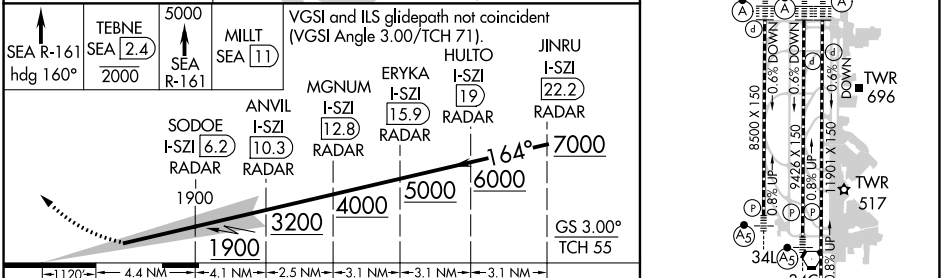 SEA R-161
hdg 160°
TEBNE
SEA 2.4
2000
5000
SEA
R-161
MILLT
SEA 11
VGSI and ILS glidepath not coincident
(VGSI Angle 3.00/TCH 71).
JINRU
I-SZI
22.2
RADAR
HULTO
I-SZI
19
RADAR
ERYKA
I-SZI
15.9
RADAR
MGNUM
I-SZI
12.8
RADAR
ANVIL
I-SZI
10.3
RADAR
SODOE
I-SZI 6.2
RADAR
1900
164°
7000
6000
5000
4000
3200
1900
GS 3.00°
TCH 55
1120'
4.4 NM
4.1 NM
2.5 NM
3.1 NM
3.1 NM
3.1 NM
A
A
P
P
0.6% DOWN
0.6% DOWN
0.6% DOWN
TWR
696
8500 X 150
9426 X 150
11901 X 150
0.8% UP
0.8% UP
0.8% UP
TWR
517
P
P
P
A5
34L
A5